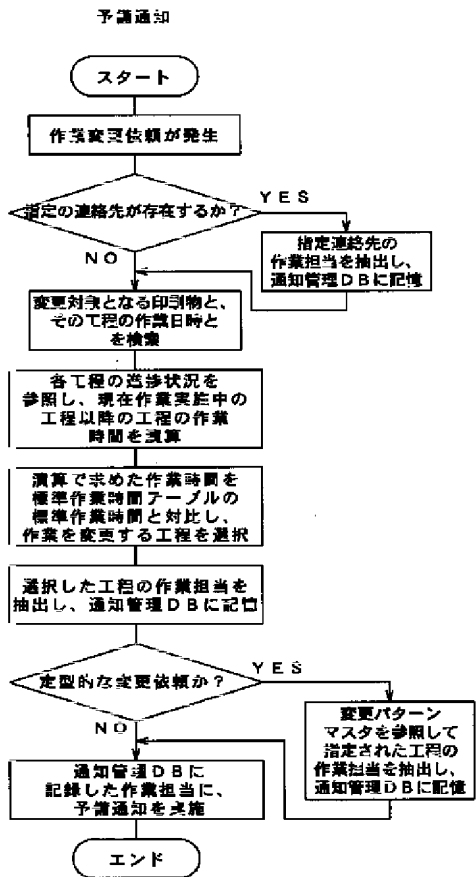 予議通知
スタート
作業変更依頼が発生
指定の連絡先が存在するか?
YES
NO
指定連絡先の
作業担当を抽出し、
通知管理DBに記憶
変更対象となる印刷物と、
その工程の作業日時と
を検索
各工程の進捗状況を
参照し、現在作業実施中の
工程以降の工程の作業
時間を演算
演算で求めた作業時間を
標準作業時間テーブルの
標準作業時間と対比し、
作業を変更する工程を選択
選択した工程の作業担当を
抽出し、通知管理DBに記憶
定型的な変更依頼か?
YES
NO
変更パターン
マスタを参照して
指定された工程の
作業担当を抽出し、
通知管理DBに記憶
通知管理DBに
記録した作業担当に、
予議通知を実施
エンド